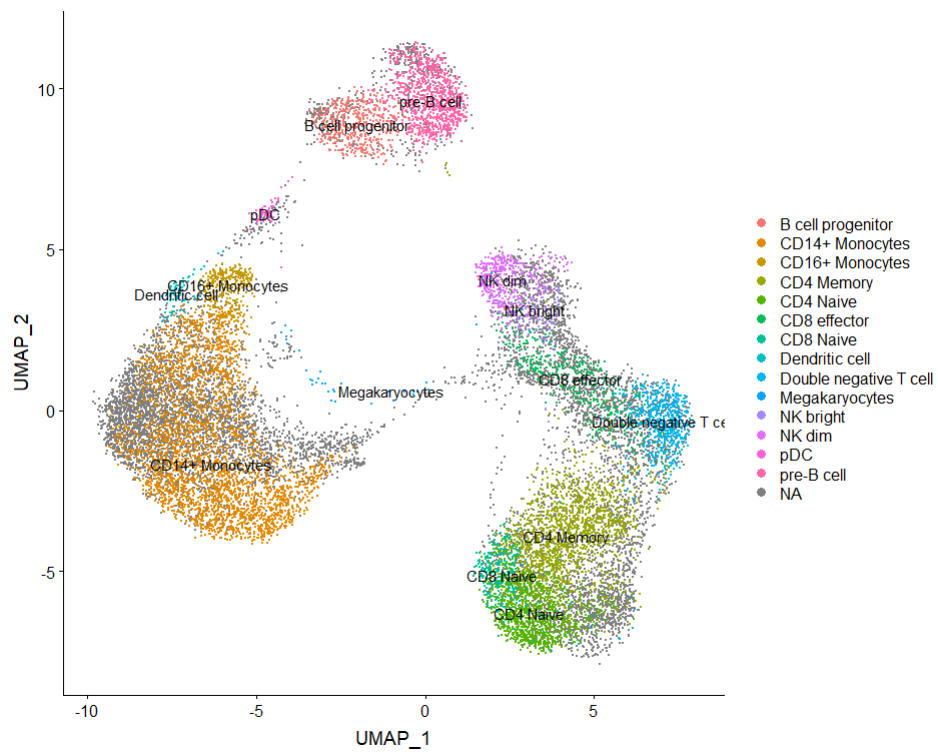 10
5
0
-5
-10
-5
0
5
UMAP_2
UMAP_1
pre-B cell
B cell progenitor
pDC
CD16+ Monocytes
Dendritic cell
NK dim
NK bright
Megakaryocytes
CD8 effector
Double negative T ce
CD14+ Monocytes
CD4 Memory
CD8 Naive
CD4 Naive
B cell progenitor
CD14+ Monocytes
CD16+ Monocytes
CD4 Memory
CD4 Naive
CD8 effector
CD8 Naive
Dendritic cell
Double negative T cell
Megakaryocytes
NK bright
NK dim
pDC
pre-B cell
NA